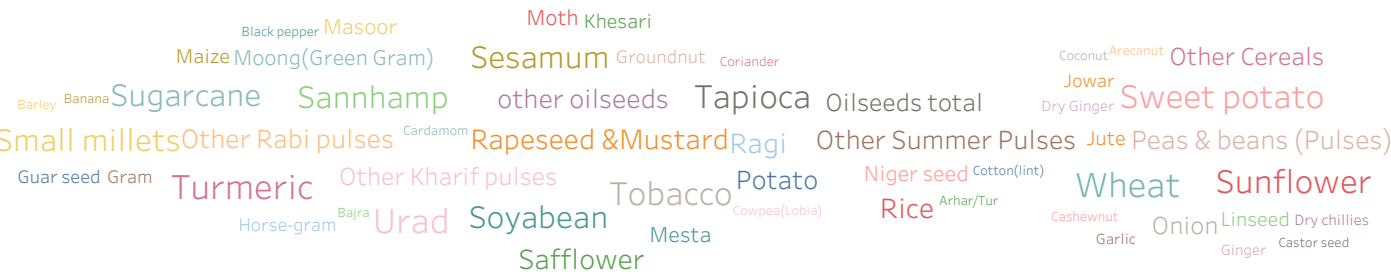 Moth Khesari
Black pepper Masoor
Maize Moong(Green Gram) Sesamum Groundnut Coriander Coconut Arecanut Other Cereals
Jowar
Barley Banana Sugarcane Sannhamp other oilseeds Tapioca Oilseeds total Dry Ginger Sweet potato
Small millets Other Rabi pulses Cardamom Rapeseed &Mustard Ragi Other Summer Pulses Jute Peas & beans (Pulses)
Guar seed Gram Turmeric Other Kharif pulses Tobacco Potato Niger seed Cotton(lint) Wheat Sunflower
Horse-gram Bajra Urad Soyabean Cowpea(Lobia) Rice Arhar/Tur Cashewnut Onion Linseed Dry chillies
Mesta Garlic Ginger Castor seed
Safflower